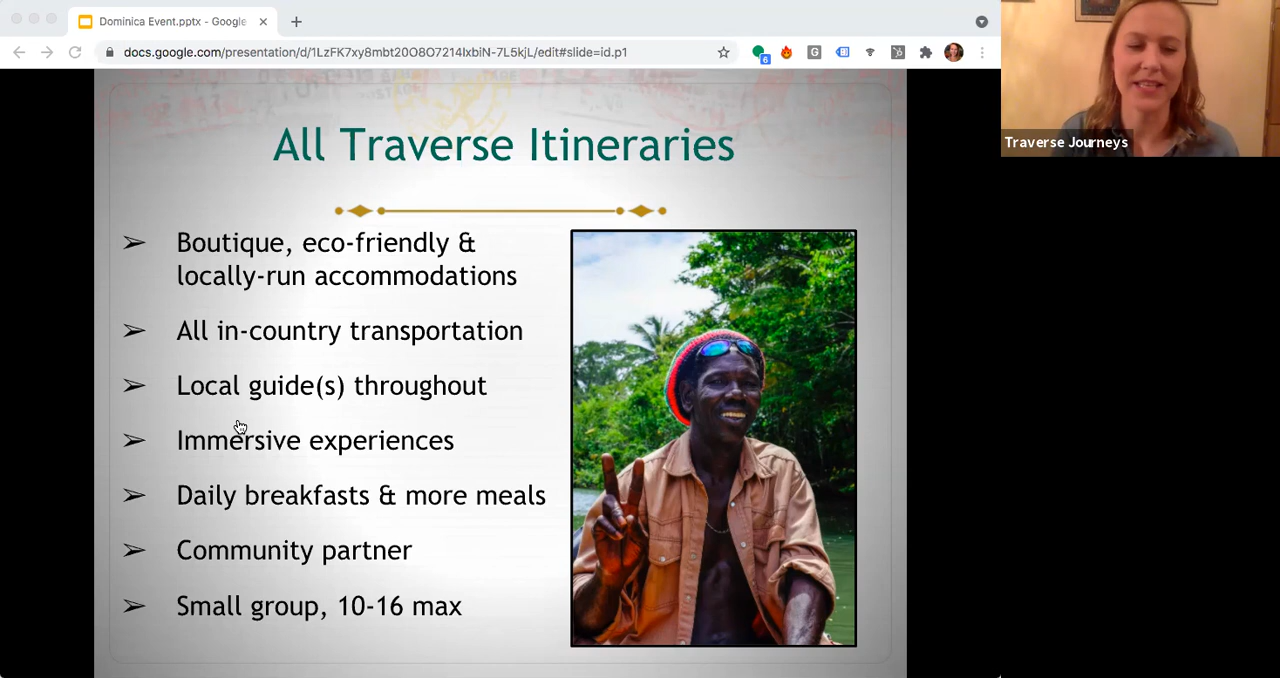 Dominica Event.pptx - Google
docs.google.com/presentation/d/1LzFK7xy8mbt20O8O7214lxbiN-7L5kjL/edit#slide=id.p1
6
G
Traverse Journeys
All Traverse Itineraries
➢ Boutique, eco-friendly &
locally-run accommodations
➢ All in-country transportation
➢ Local guide(s) throughout
➢ Immersive experiences
➢ Daily breakfasts & more meals
➢ Community partner
➢ Small group, 10-16 max